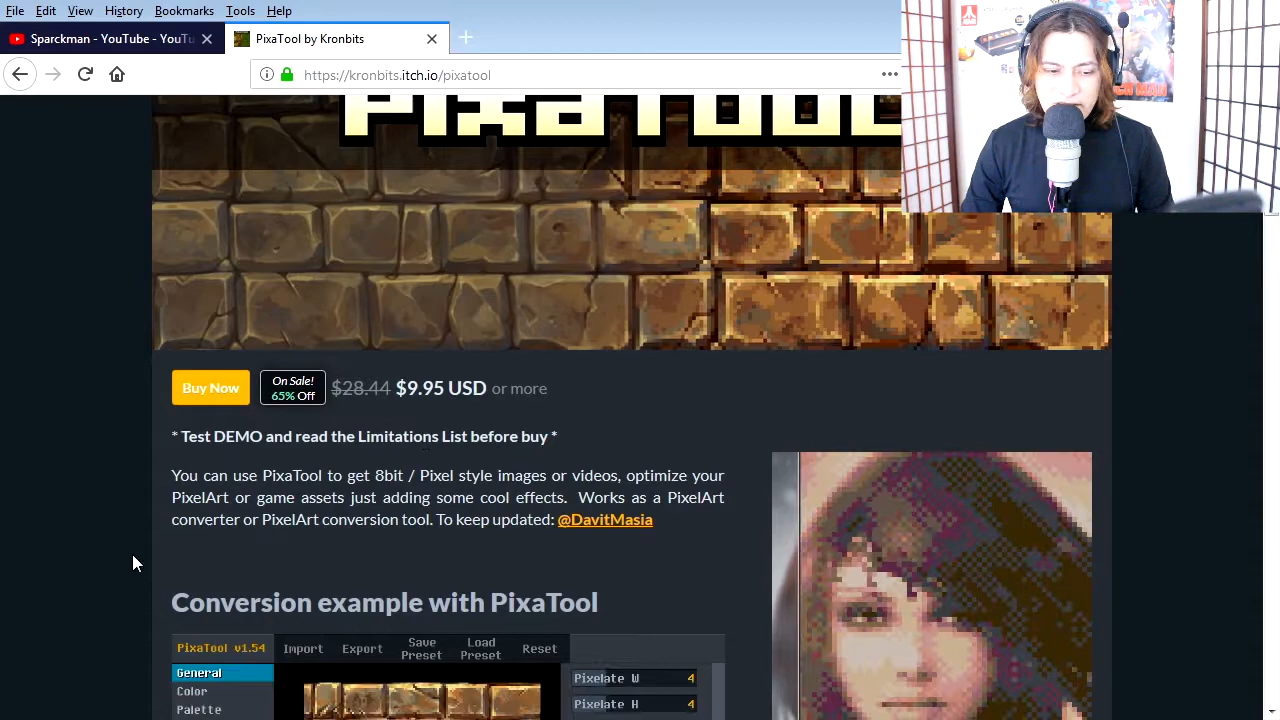 File Edit View History Bookmarks Tools Help
Sparckman - YouTube - YouTu
PixaTool by Kronbits
https://kronbits.itch.io/pixatool
PixaTool
Buy Now
On Sale!
65% Off
$28.44 $9.95 USD or more
* Test DEMO and read the Limitations List before buy *
You can use PixaTool to get 8bit / Pixel style images or videos, optimize your
PixelArt or game assets just adding some cool effects. Works as a PixelArt
converter or PixelArt conversion tool. To keep updated: @DavitMasia
Conversion example with PixaTool
PixaTool v1.54
Import
Export
Save
Preset
Load
Preset
Reset
General
Color
Palette
Pixelate W 4
Pixelate H 4